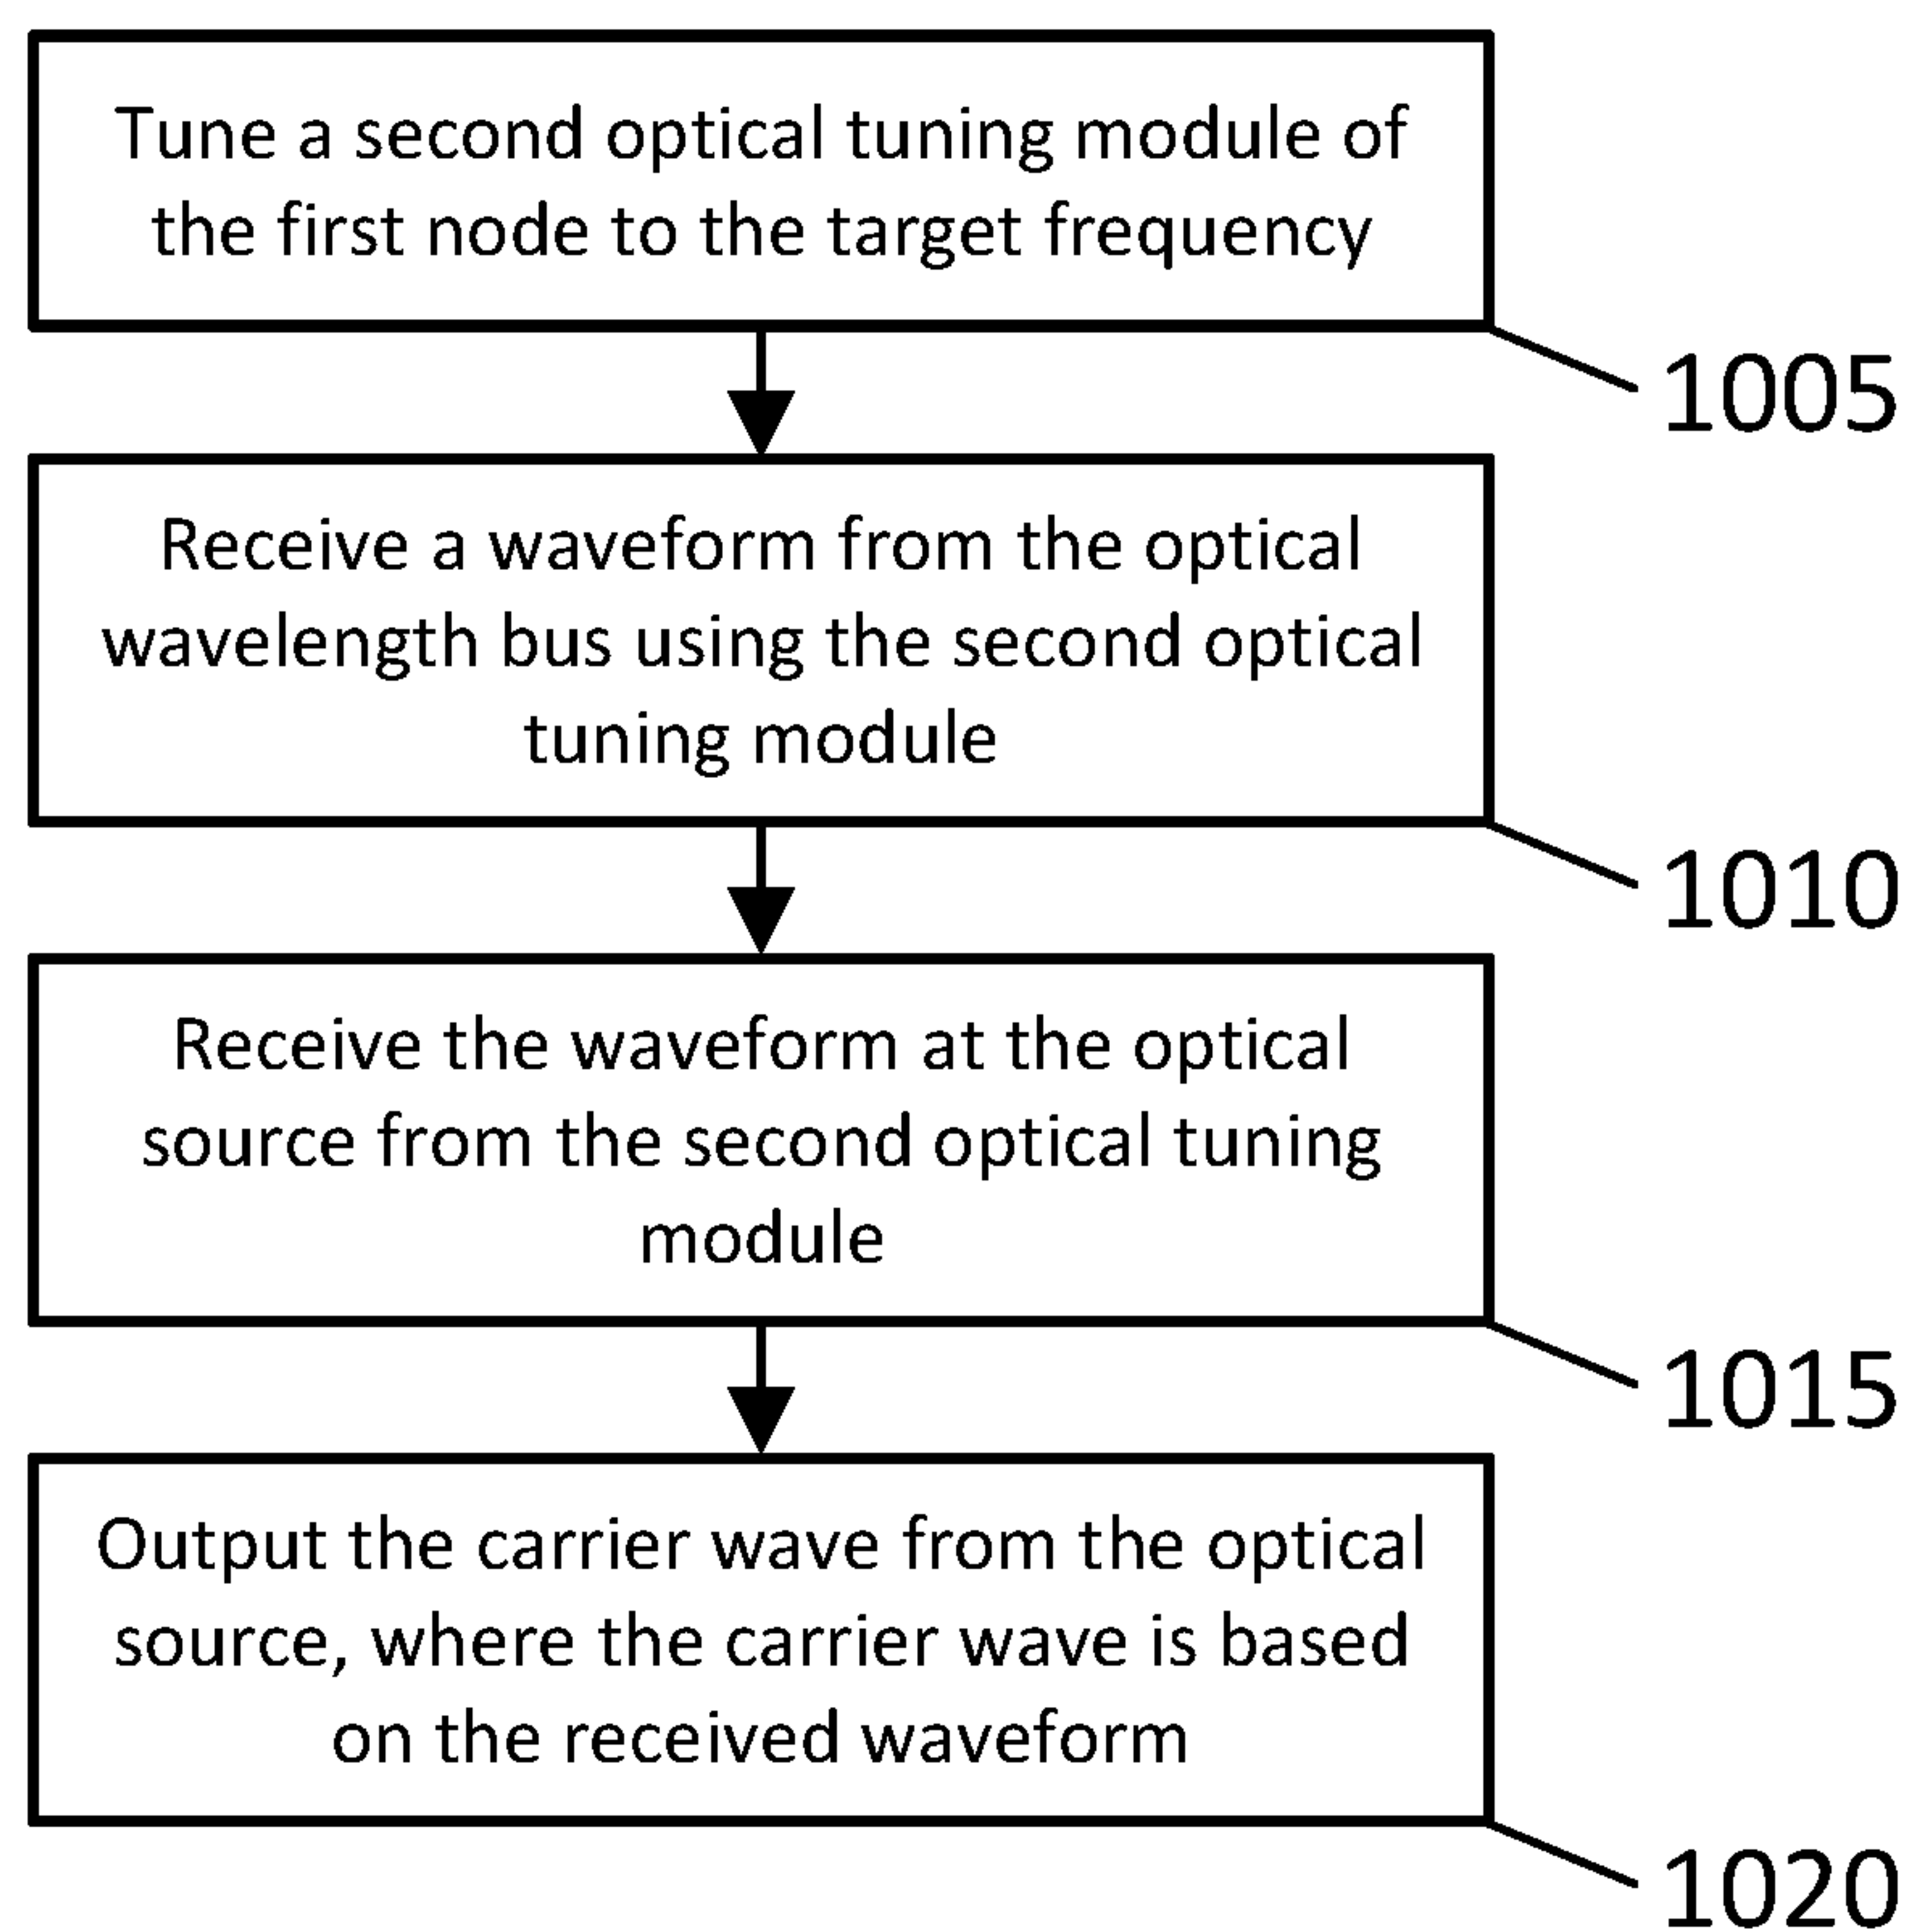 Tune a second optical tuning module of
the first node to the target frequency
1005
Receive a waveform from the optical
wavelength bus using the second optical
tuning module
1010
Receive the waveform at the optical
source from the second optical tuning
module
1015
Output the carrier wave from the optical
source, where the carrier wave is based
on the received waveform
1020